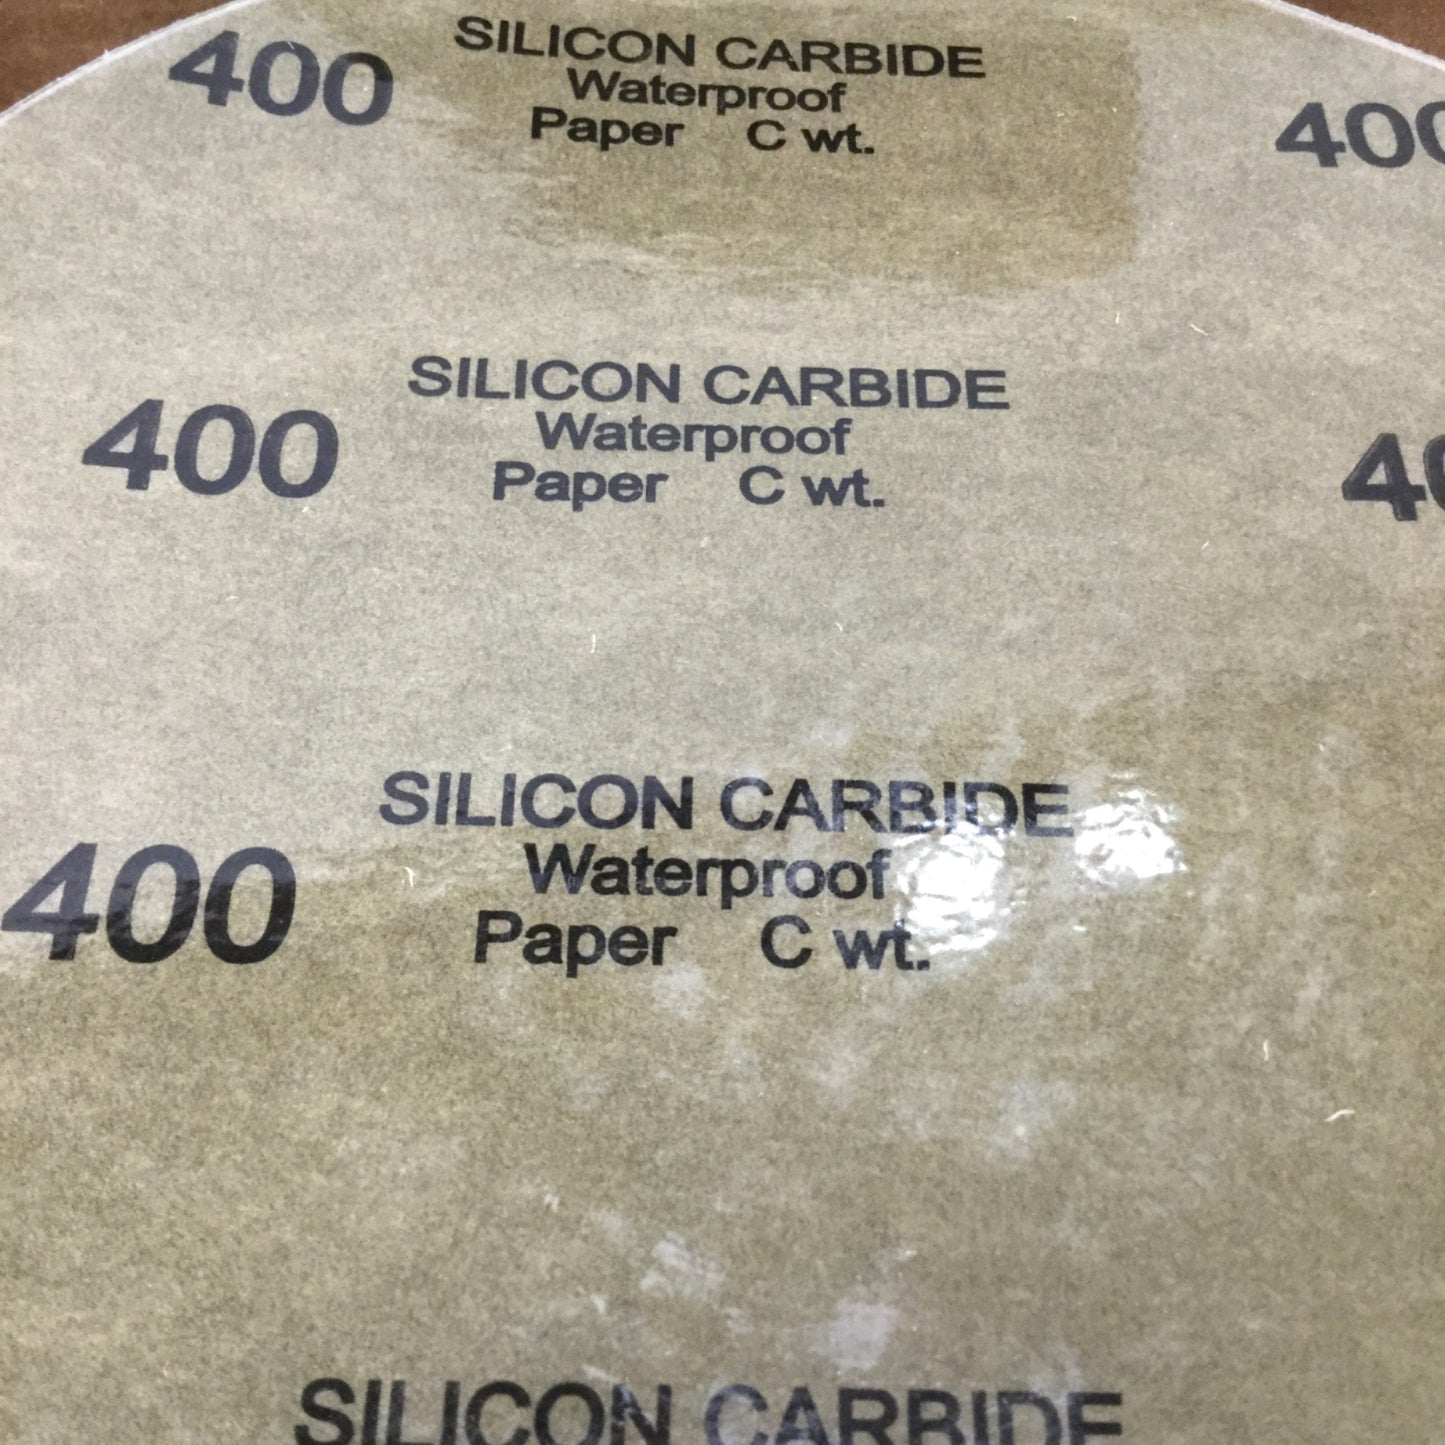 400 SILICON CARBIDE
Waterproof
Paper C wt.
400
SILICON CARBIDE
400 Waterproof
Paper C wt.
40
SILICON CARBIDE
400 Waterproof
Paper C wt.
SILICON CARBIDE